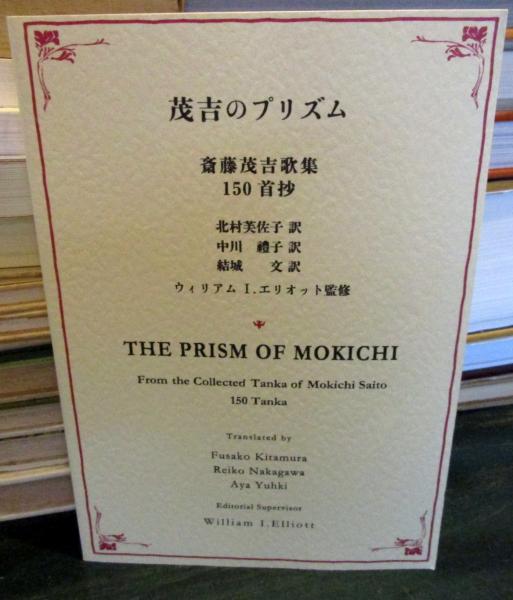 茂吉のプリズム
斎藤茂吉歌集
150首抄
北村芙佐子 訳
中川 禮子 訳
結城 文 訳
ウィリアム I.エリオット監修
THE PRISM OF MOKICHI
From the Collected Tanka of Mokichi Saito
150 Tanka
Translated by
Fusako Kitamura
Reiko Nakagawa
Aya Yuhki
Editorial Supervisor
William I.Elliott